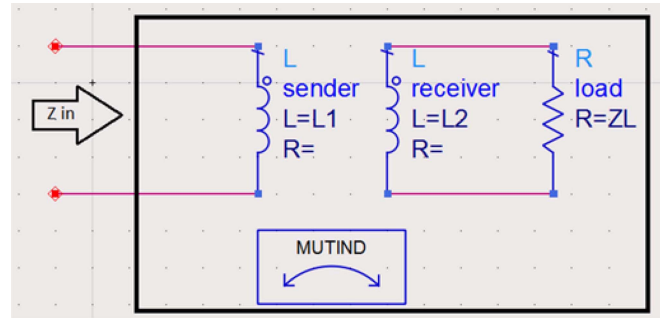 L
sender
L=L1
R=
L
receiver
L=L2
R=
R
load
R=ZL
Z in
MUTIND